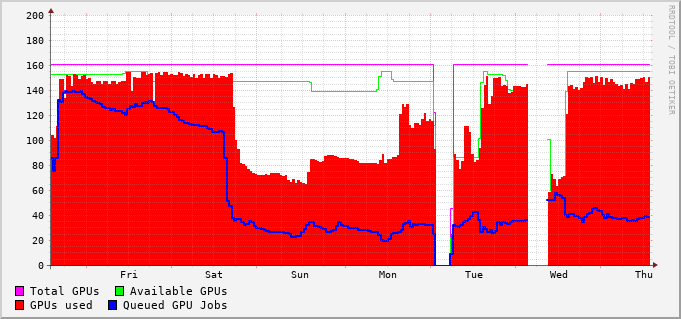 200
180
160
140
120
100
80
60
40
20
0
Fri Sat Sun Mon Tue Wed Thu
RRDTOOL / TOBI OETIKER
Total GPUs Available GPUs
GPUs used Queued GPU Jobs